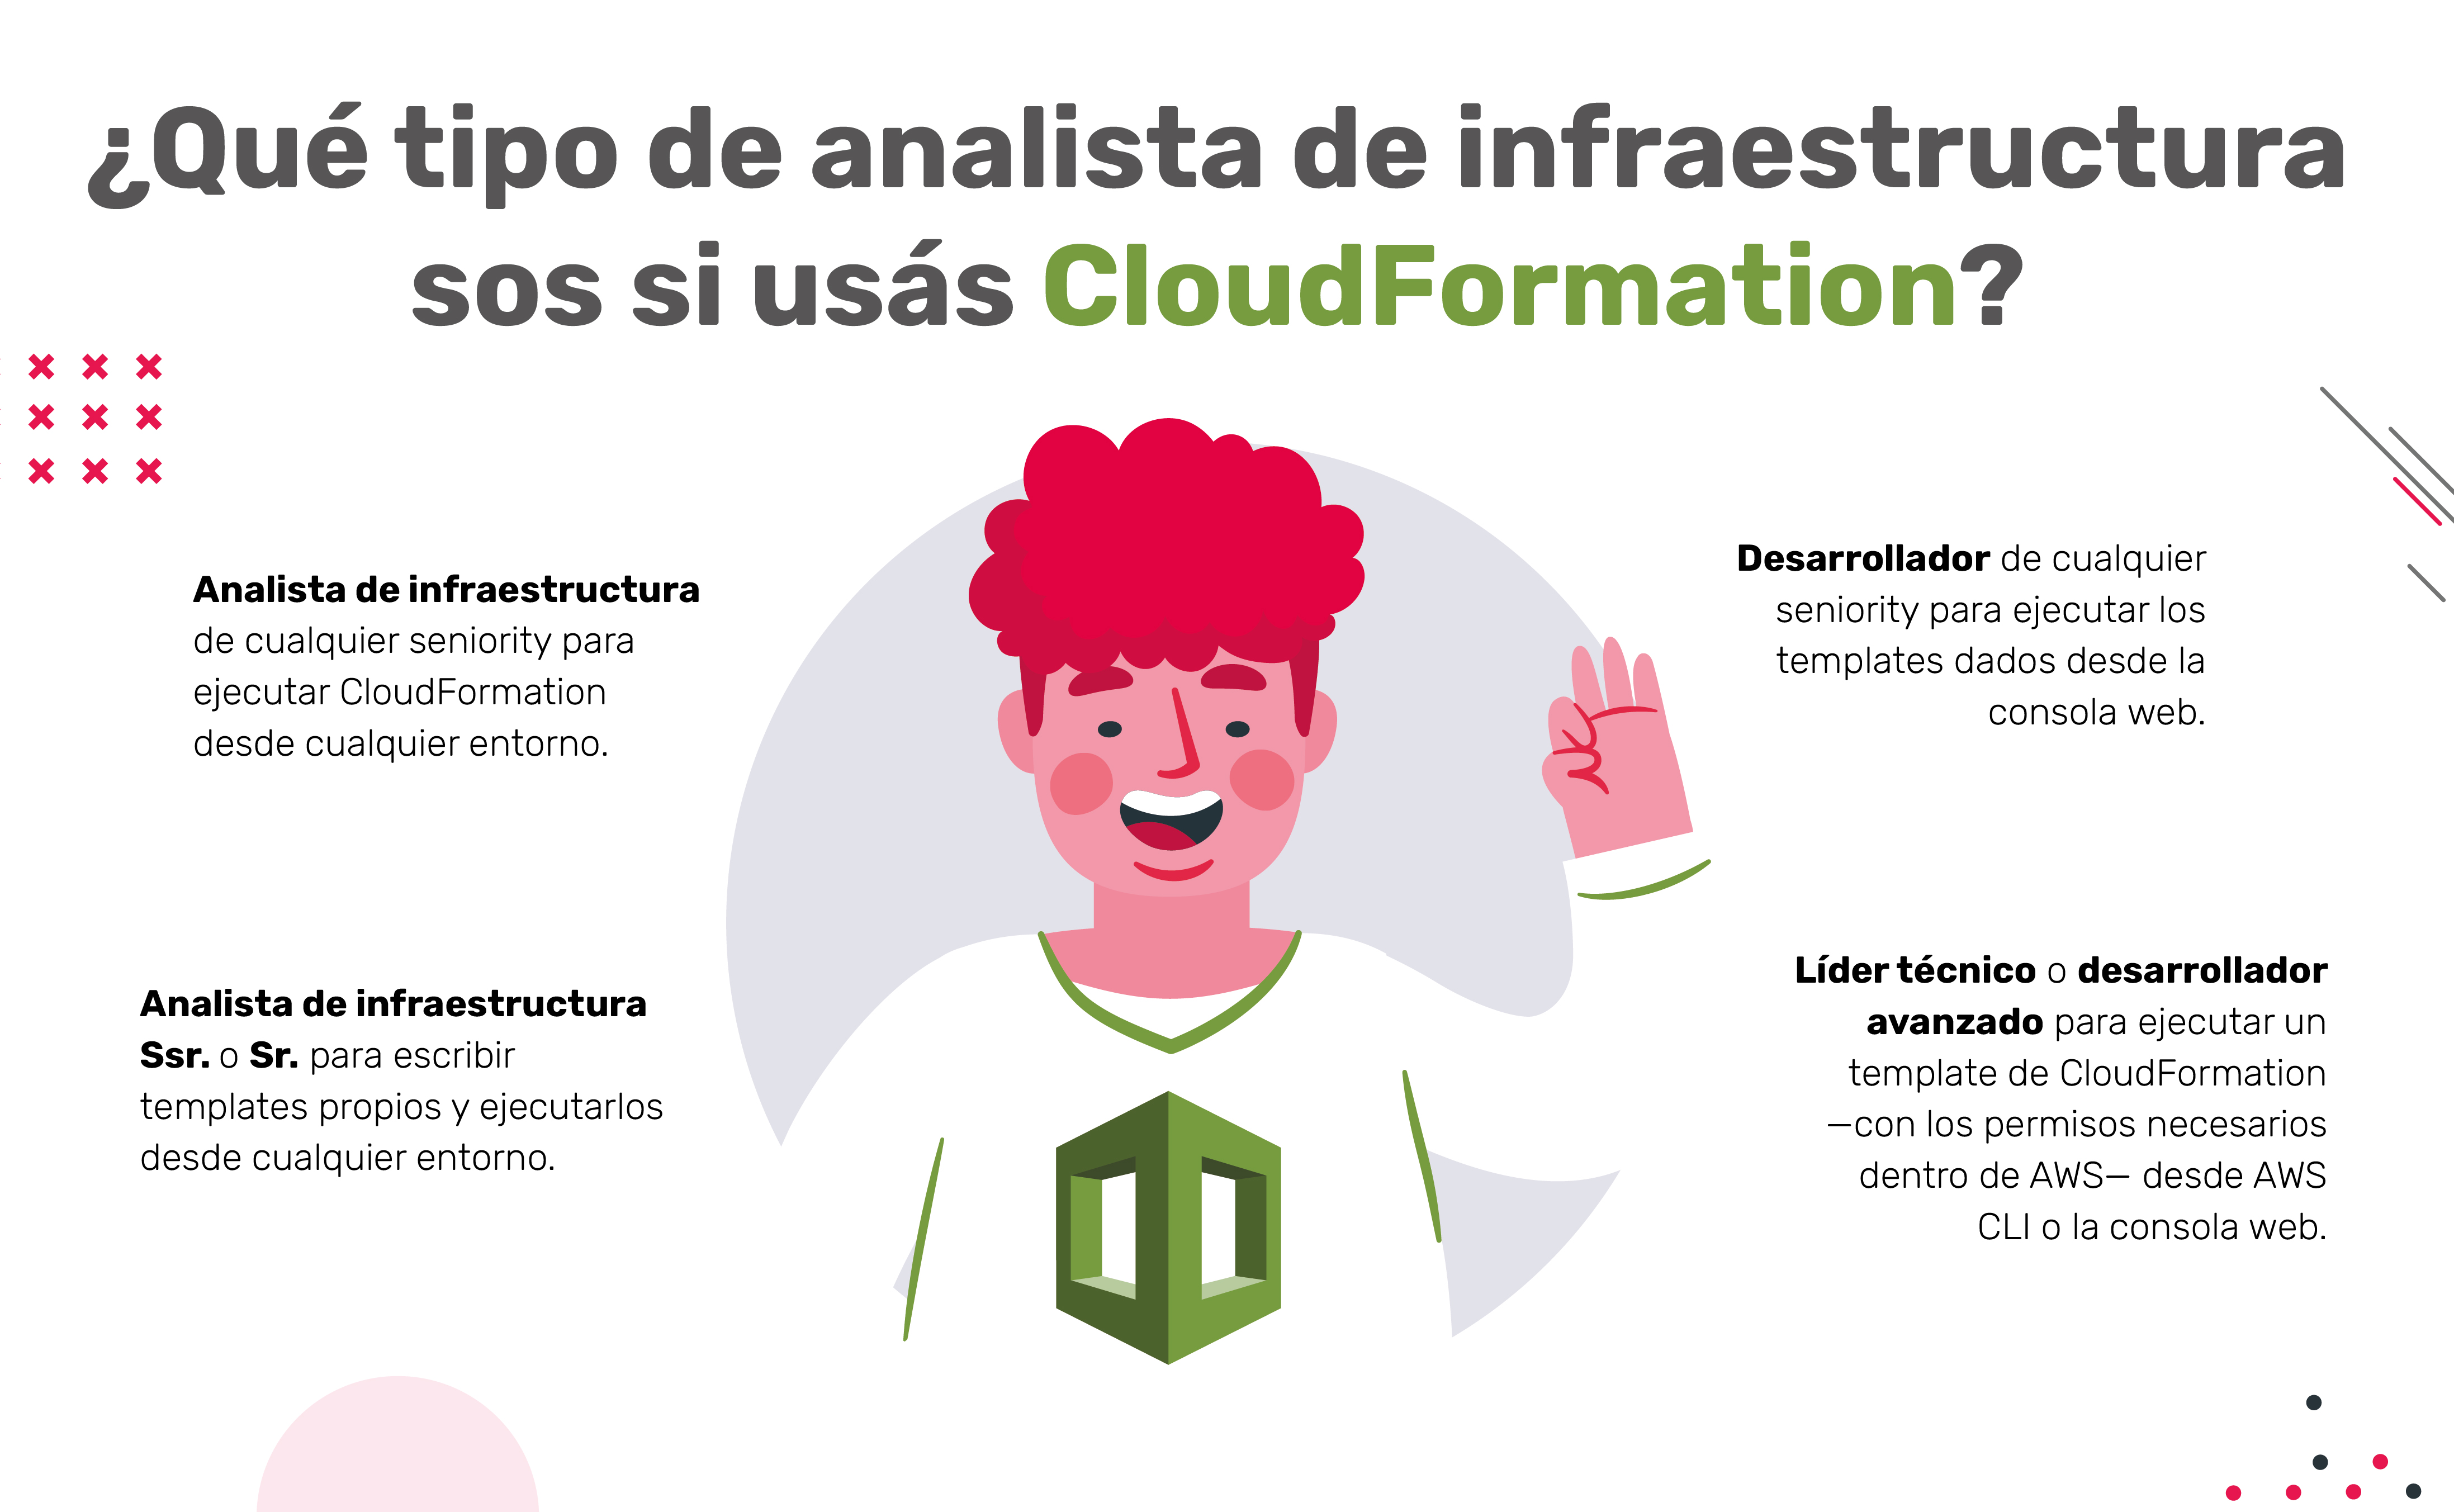 ¿Qué tipo de analista de infraestructura
sos si usás CloudFormation?
Analista de infraestructura
de cualquier seniority para
ejecutar CloudFormation
desde cualquier entorno.
Analista de infraestructura
Ssr. o Sr. para escribir
templates propios y ejecutarlos
desde cualquier entorno.
Desarrollador de cualquier
seniority para ejecutar los
templates dados desde la
consola web.
Líder técnico o desarrollador
avanzado para ejecutar un
template de CloudFormation
—con los permisos necesarios
dentro de AWS— desde AWS
CLI o la consola web.